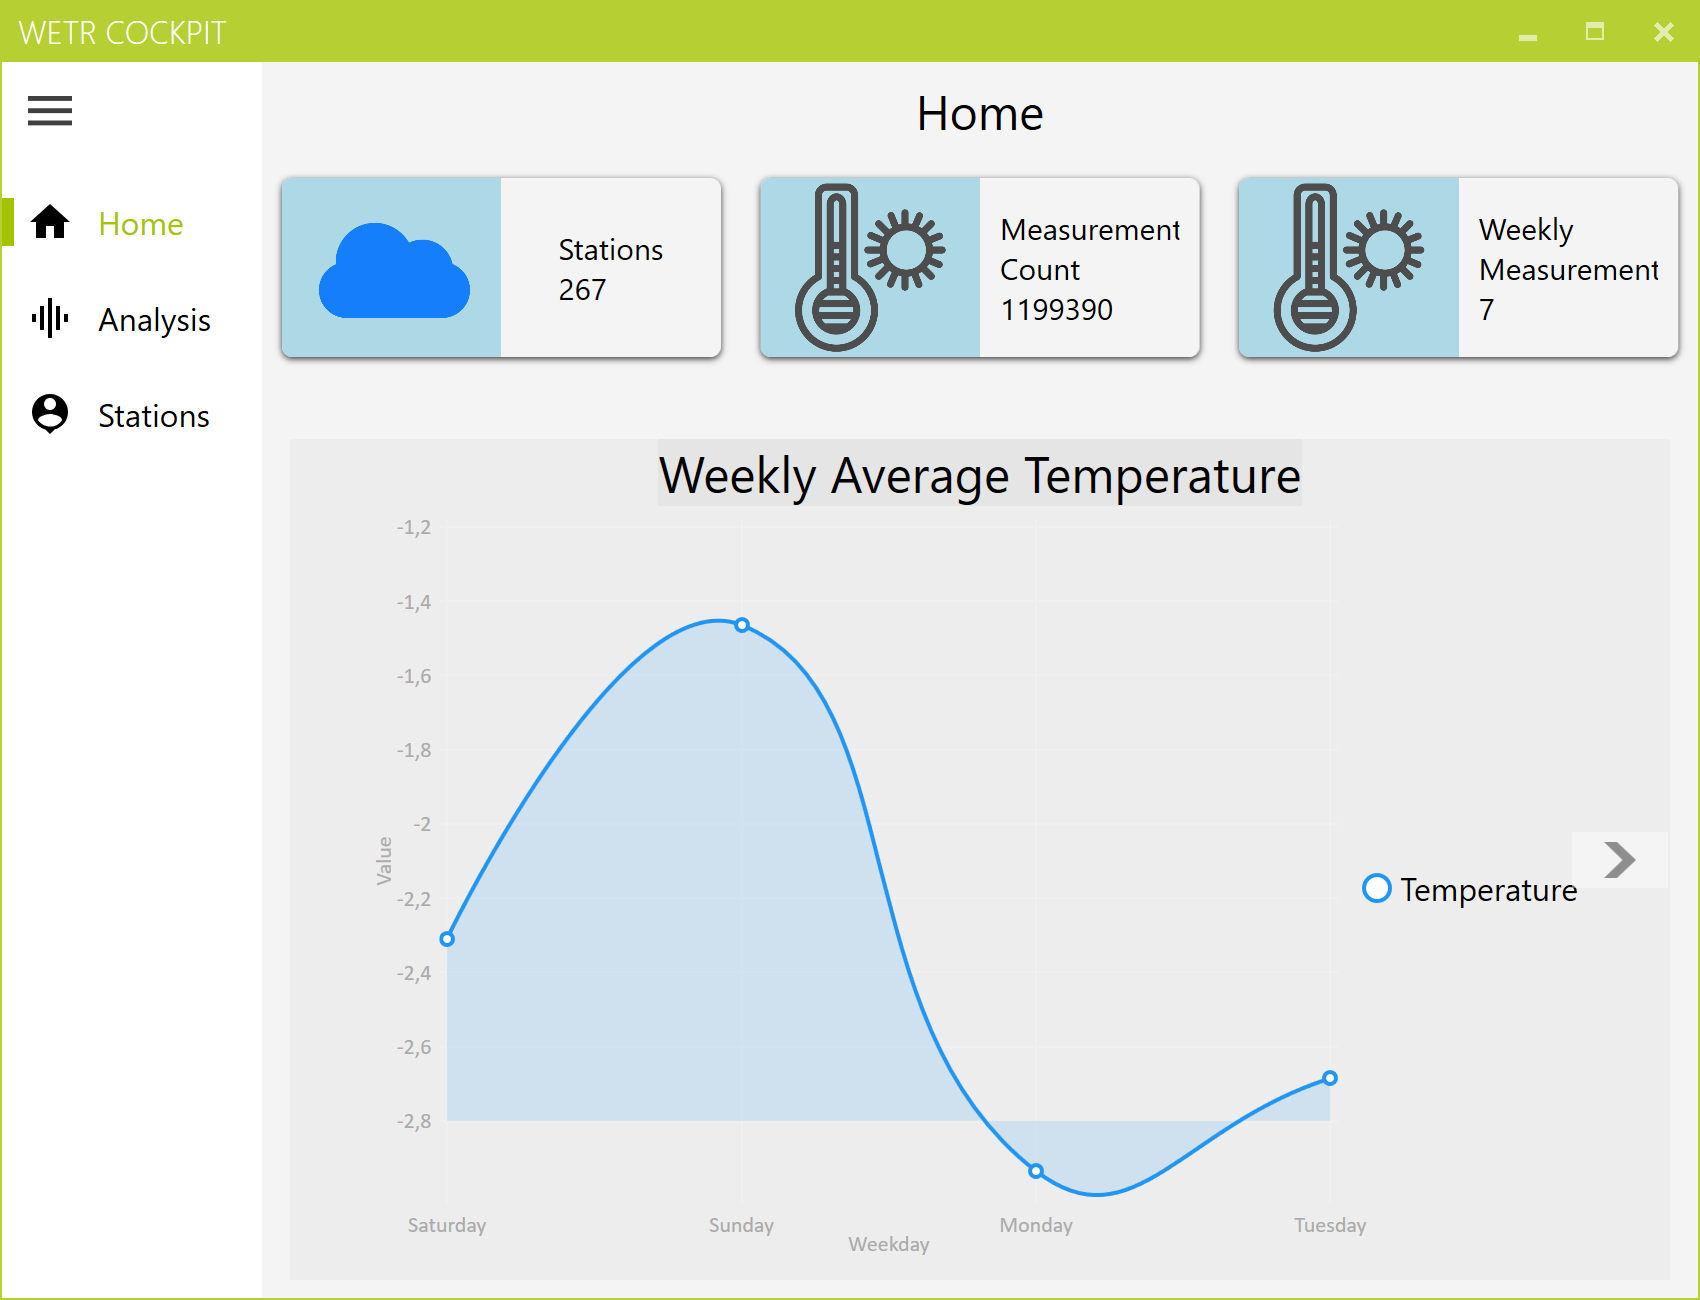 WETR COCKPIT
Home
Home
Analysis
Stations
Stations
267
Measurement
Count
1199390
Weekly
Measurement
7
Weekly Average Temperature
-1,2
-1,4
-1,6
-1,8
-2
-2,2
-2,4
-2,6
-2,8
Value
Temperature
Saturday Sunday Monday Tuesday
Weekday